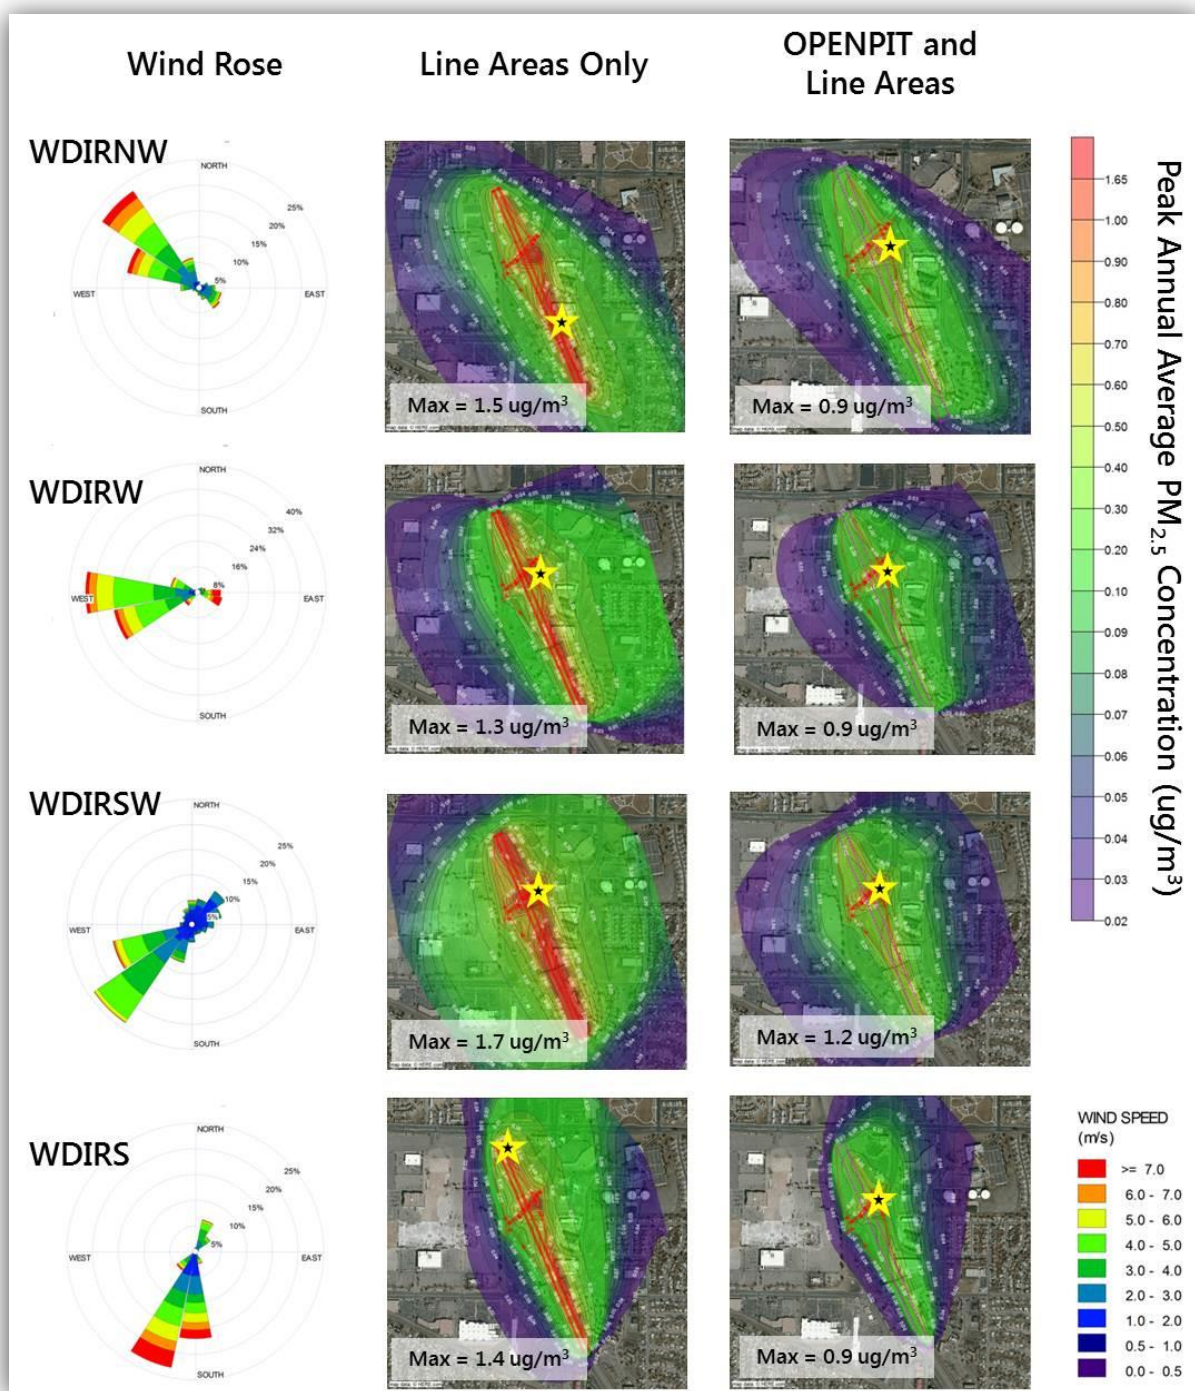 Wind Rose
Line Areas Only
OPENPIT and
Line Areas
WDIRNW
NORTH
25%
20%
15%
10%
5%
WEST
EAST
SOUTH
Max = 1.5 ug/m³
Max = 0.9 ug/m³
WDIRW
NORTH
40%
32%
24%
16%
8%
WEST
EAST
SOUTH
Max = 1.3 ug/m³
Max = 0.9 ug/m³
WDIRSW
NORTH
25%
20%
15%
10%
5%
WEST
EAST
SOUTH
Max = 1.7 ug/m³
Max = 1.2 ug/m³
WDIRS
NORTH
25%
20%
15%
10%
5%
WEST
EAST
SOUTH
Max = 1.4 ug/m³
Max = 0.9 ug/m³
1.65
1.00
0.90
0.80
0.70
0.60
0.50
0.40
0.30
0.20
0.10
0.09
0.08
0.07
0.06
0.05
0.04
0.03
0.02
Peak Annual Average PM₂.₅ Concentration (ug/m³)
WIND SPEED
(m/s)
>= 7.0
6.0 - 7.0
5.0 - 6.0
4.0 - 5.0
3.0 - 4.0
2.0 - 3.0
1.0 - 2.0
0.5 - 1.0
0.0 - 0.5